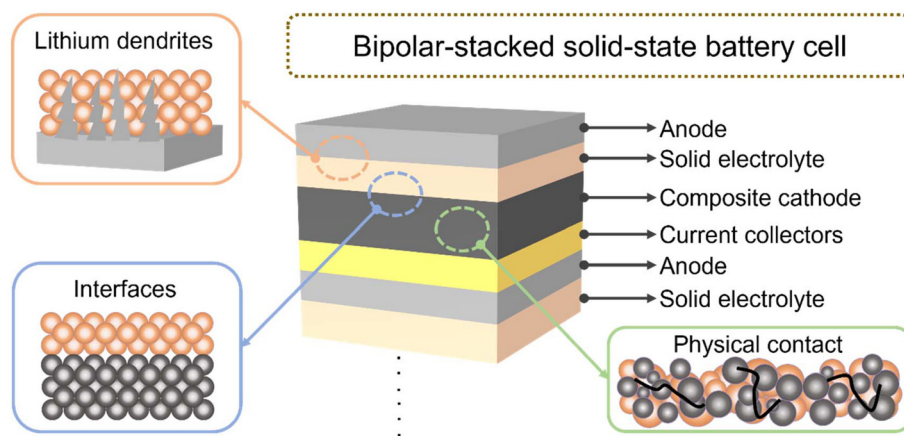 Lithium dendrites
Bipolar-stacked solid-state battery cell
Anode
Solid electrolyte
Composite cathode
Current collectors
Anode
Solid electrolyte
Interfaces
Physical contact